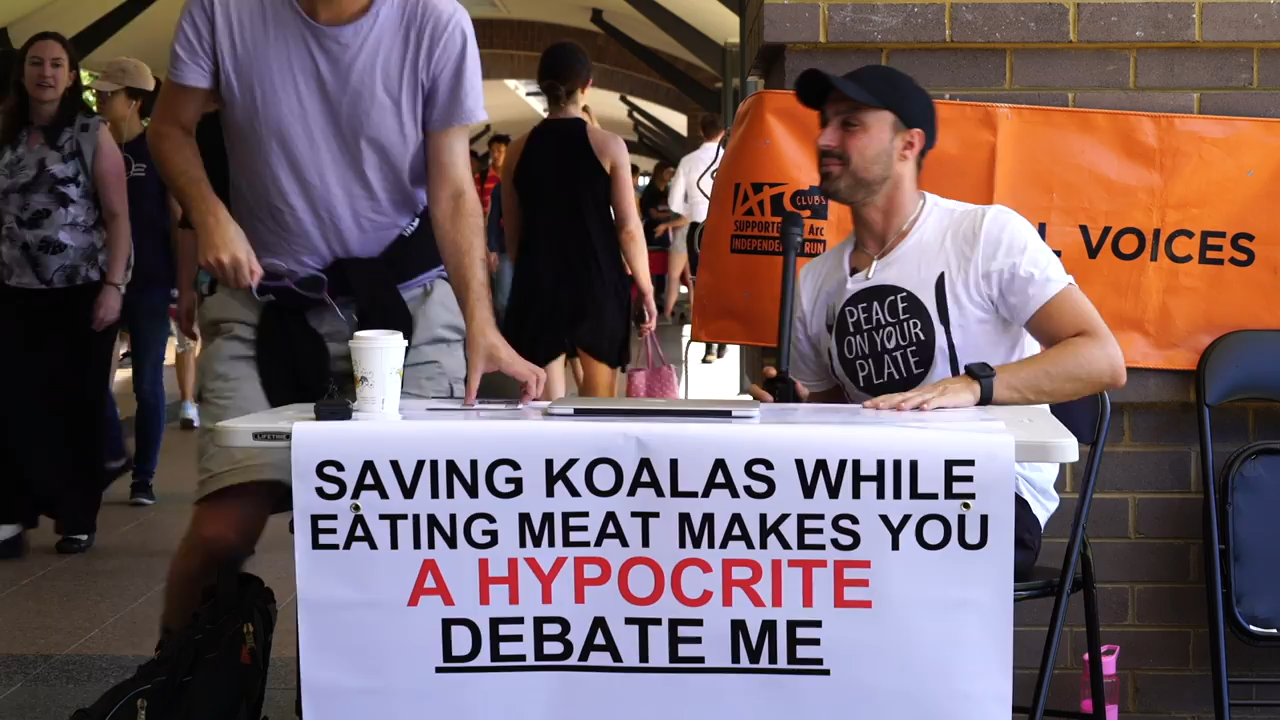 ARC
CLUBS
SUPPORTED
Arc
INDEPENDENTLY RUN
VOICES
PEACE
ON YOUR
PLATE
LIFETIME
SAVING KOALAS WHILE
EATING MEAT MAKES YOU
A HYPOCRITE
DEBATE ME